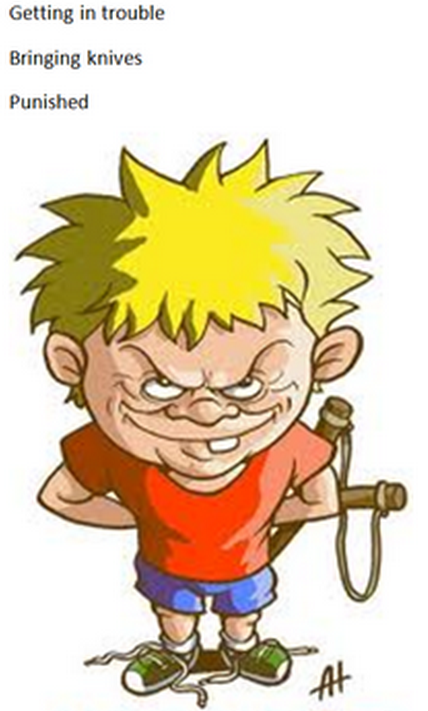 Getting in trouble
Bringing knives
Punished
AH